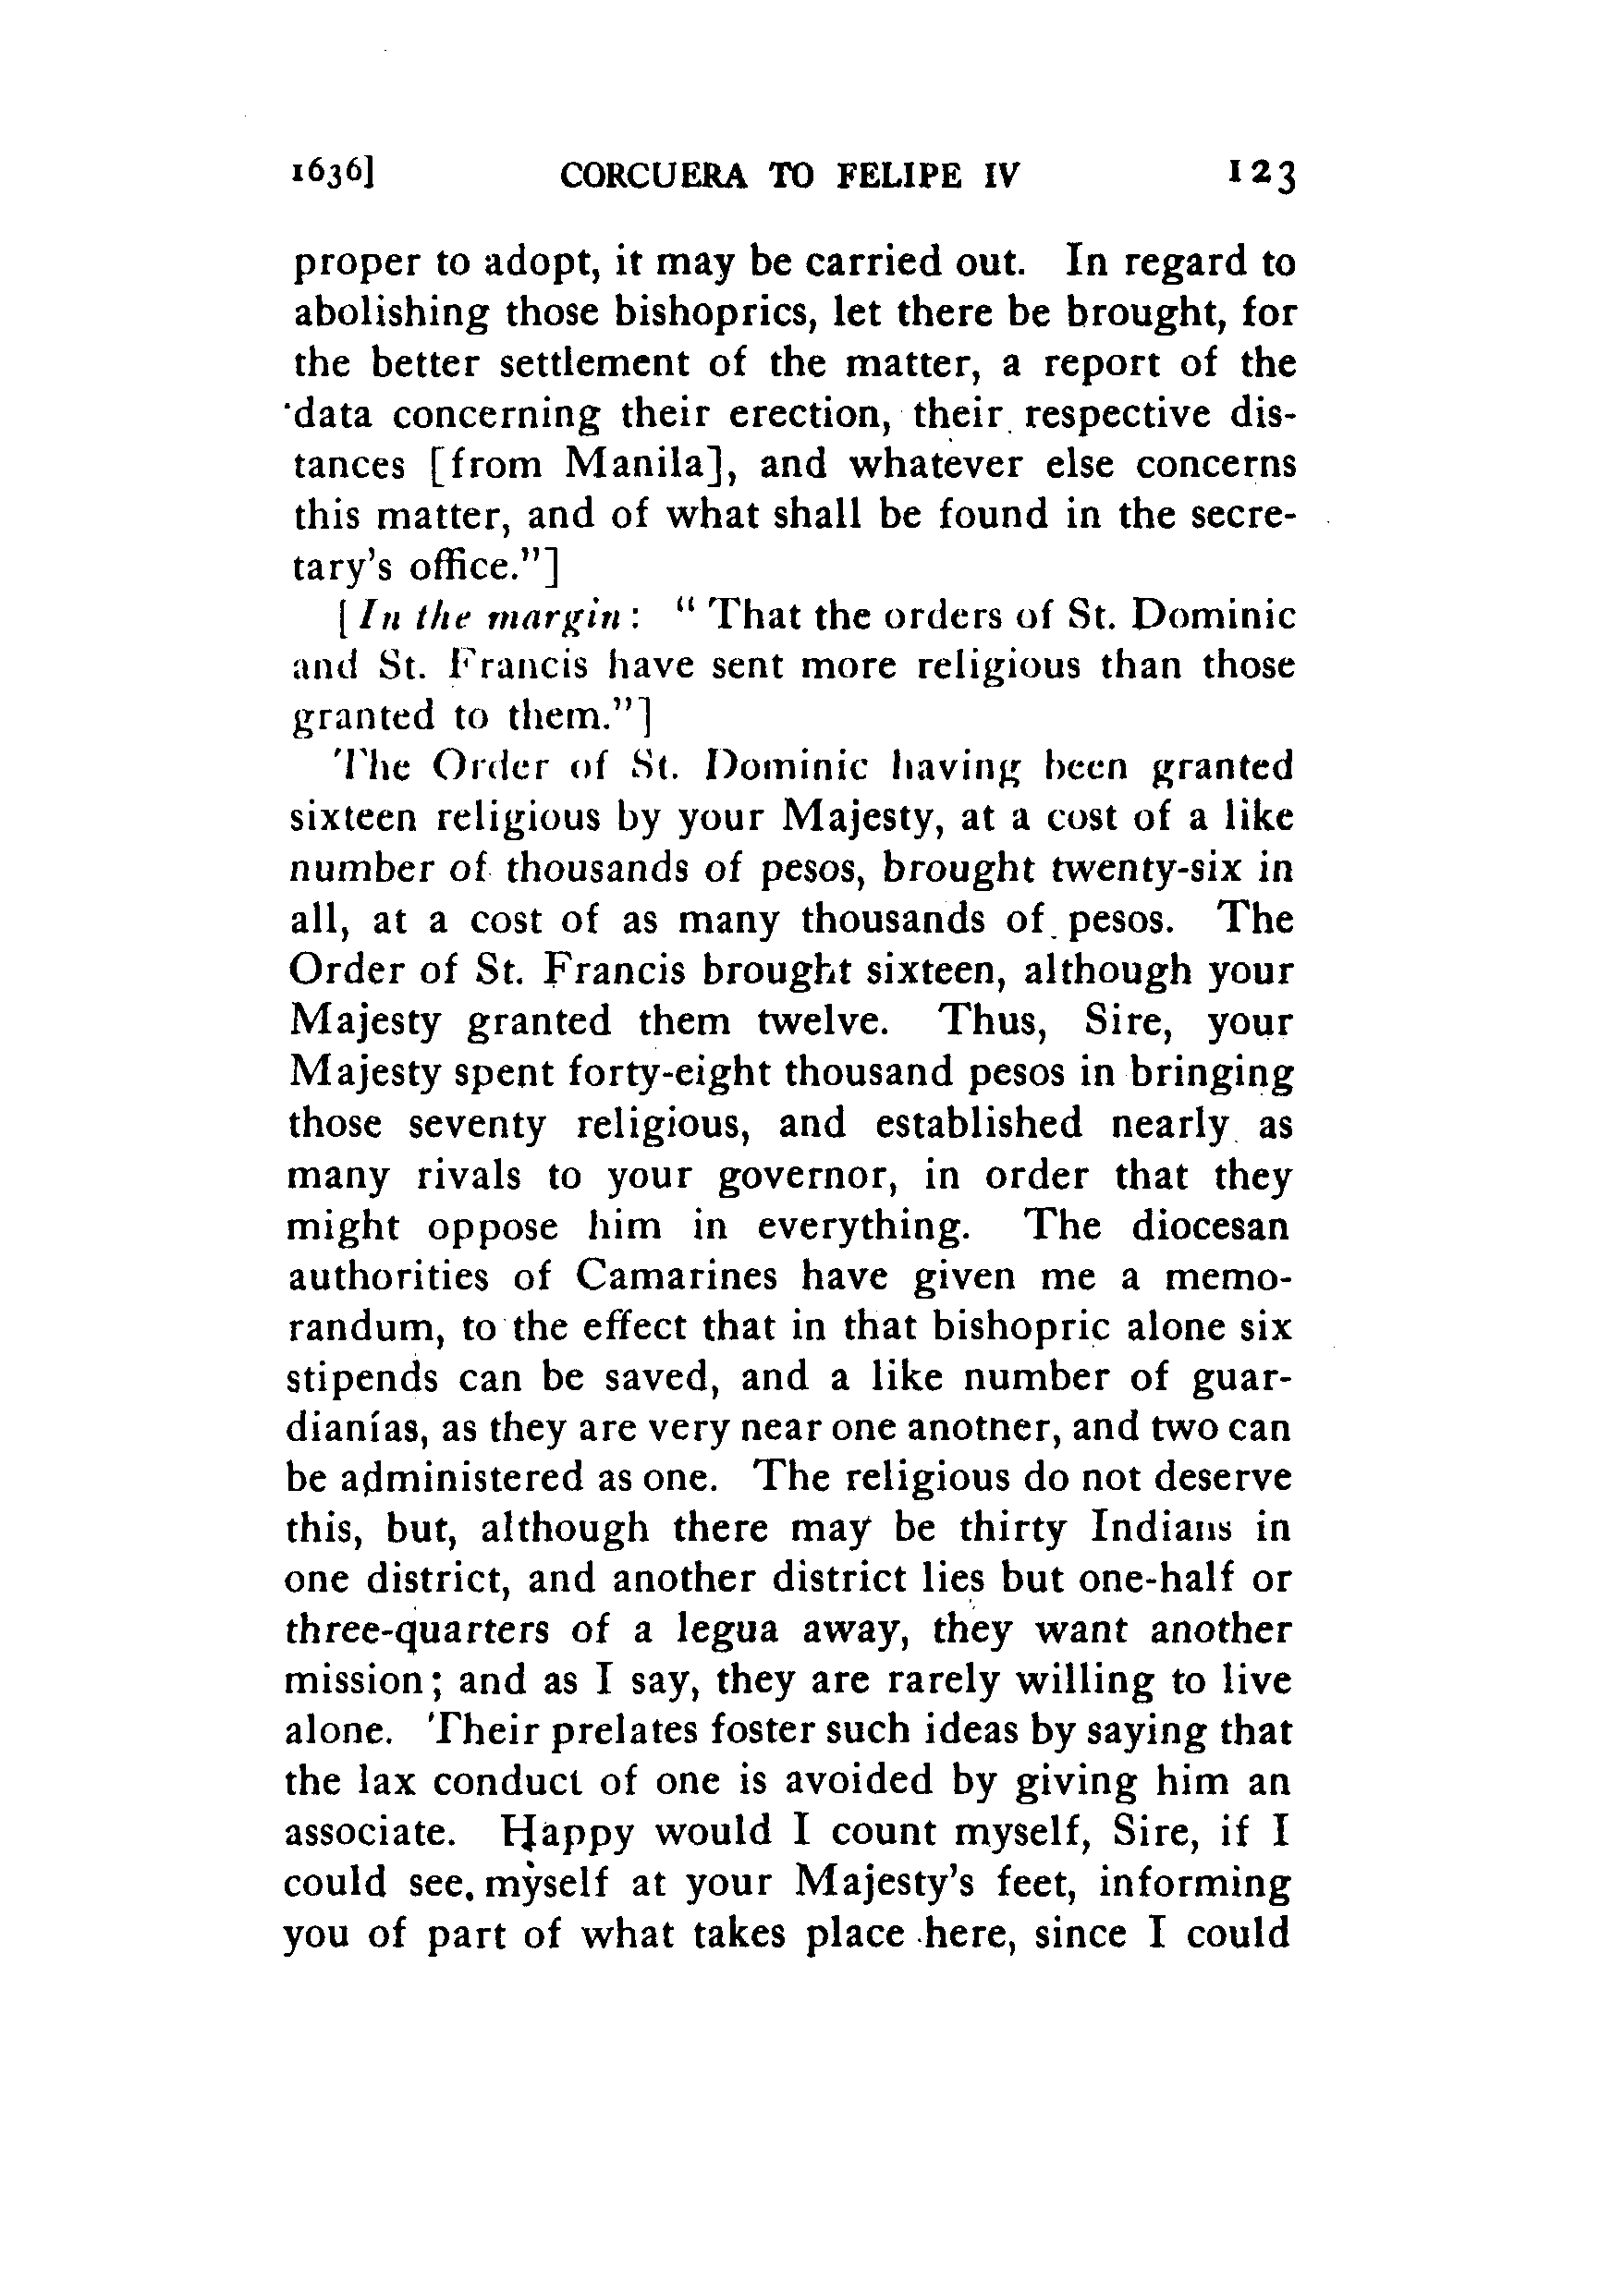 1636] CORCUERA TO FELIPE IV 123
proper to adopt, it may be carried out. In regard to
abolishing those bishoprics, let there be brought, for
the better settlement of the matter, a report of the
data concerning their erection, their respective dis-
tances [from Manila], and whatever else concerns
this matter, and of what shall be found in the secre-
tary's office."]
[In the margin: "That the orders of St. Dominic
and St. Francis have sent more religious than those
granted to them."]
The Order of St. Dominic having been granted
sixteen religious by your Majesty, at a cost of a like
number of thousands of pesos, brought twenty-six in
all, at a cost of as many thousands of pesos. The
Order of St. Francis brought sixteen, although your
Majesty granted them twelve. Thus, Sire, your
Majesty spent forty-eight thousand pesos in bringing
those seventy religious, and established nearly as
many rivals to your governor, in order that they
might oppose him in everything. The diocesan
authorities of Camarines have given me a memo-
randum, to the effect that in that bishopric alone six
stipends can be saved, and a like number of guar-
dianías, as they are very near one anotner, and two can
be administered as one. The religious do not deserve
this, but, although there may be thirty Indians in
one district, and another district lies but one-half or
three-quarters of a legua away, they want another
mission; and as I say, they are rarely willing to live
alone. Their prelates foster such ideas by saying that
the lax conduct of one is avoided by giving him an
associate. Happy would I count myself, Sire, if I
could see myself at your Majesty's feet, informing
you of part of what takes place here, since I could